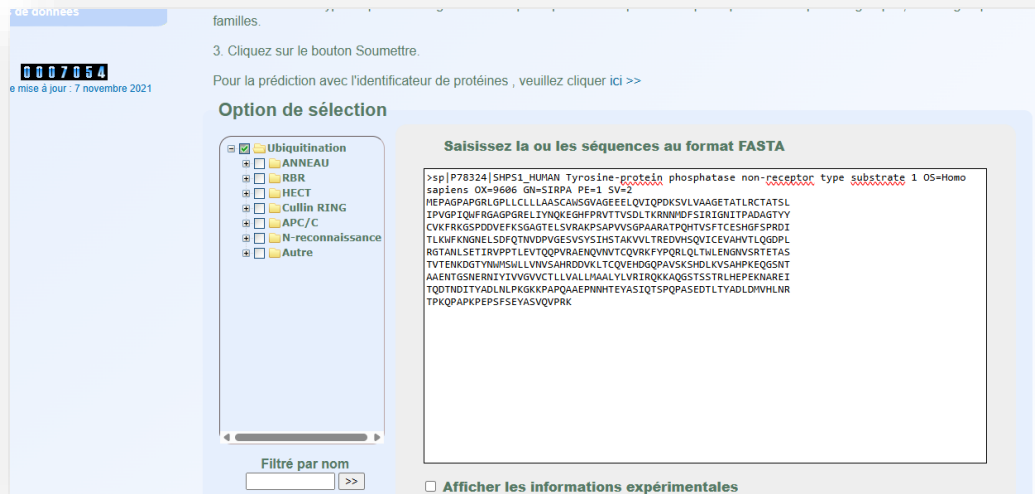 de données
familles.
3. Cliquez sur le bouton Soumettre.
0007054
e mise à jour : 7 novembre 2021
Pour la prédiction avec l'identificateur de protéines , veuillez cliquer ici >>
Option de sélection
Ubiquitination
ANNEAU
RBR
HECT
Cullin RING
APC/C
N-reconnaissance
Autre
Filtré par nom
>>
Saisissez la ou les séquences au format FASTA
>sp|P78324|SHPS1_HUMAN Tyrosine-protein phosphatase non-receptor type substrate 1 OS=Homo
sapiens OX=9606 GN=SIRPA PE=1 SV=2
MEPAGPAPGRLGPLLCLLLAASCAWSGVAGEEELQVIQPDKSVLVAAGETATLRCTATSL
IPVGPIQWFRGAGPGRELIYNQKEGHFPRVTTVSDLTKRNNMDFSIRIGNITPADAGTYY
CVKFRKGSPDDVEFKSGAGTELSVRAKPSAPVVSGPAARATPQHTVSFTCESHGFSPRDI
TLKWFKNGNELSDFQTNVDPVGESVSYSIHSTAKVVLTREDVHSQVICEVAHVTLQGDPL
RGTANLSETIRVPPTLEVTQQPVRAENQVNVTCQVRKFYPQRLQLTWLENGNVSRTETAS
TVTENKDGTYNWMSWLLVNVSAHRDDVKLTCQVEHDGQPAVSKSHDLKVSAHPKEQGSNT
AAENTGSNERNIYIVVGVVCTLLVALLMAALYLVRIRQKKAQGSTSSTRLHEPEKNAREI
TQDTNDITYADLNLPKGKKPAPQAAEPNNHTEYASIQTSPQPASEDTLTYADLDMVHLNR
TPKQPAPKPEPSFSEYASVQVPRK
Afficher les informations expérimentales